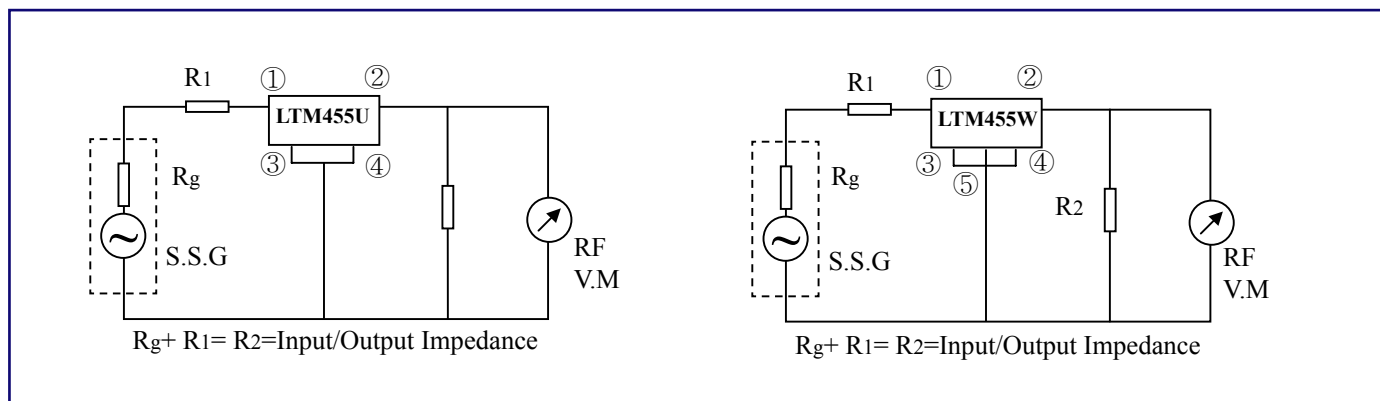 R1
①
②
LTM455U
③
④
Rg
S.S.G
RF
V.M
Rg+ R1= R2=Input/Output Impedance
R1
①
②
LTM455W
③
④
⑤
Rg
R2
S.S.G
RF
V.M
Rg+ R1= R2=Input/Output Impedance